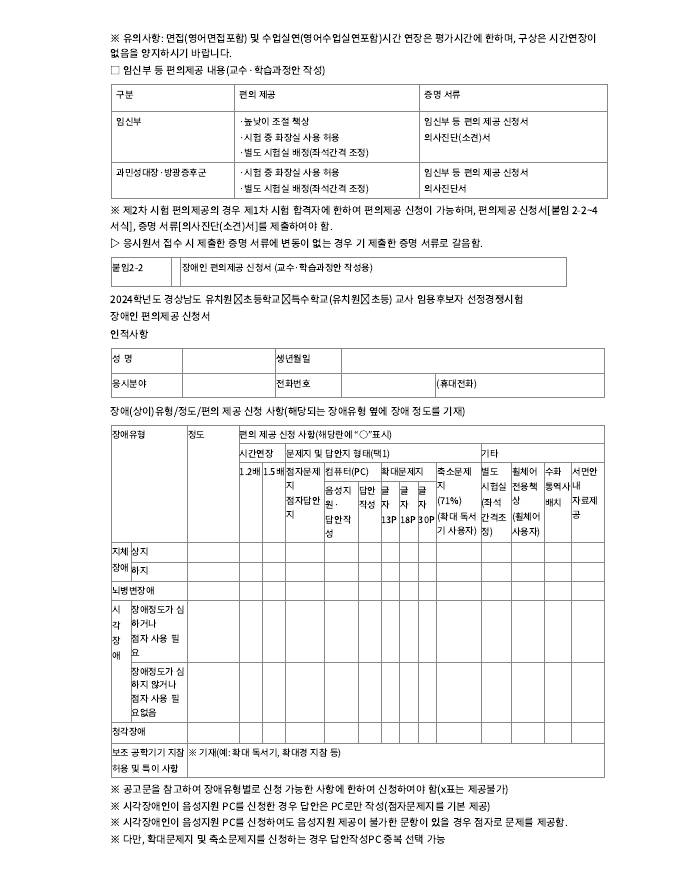 ※ 유의사항: 면접(영어면접포함) 및 수업실연(영어수업실연포함)시간 연장은 평가시간에 한하며, 구상은 시간연장이
없음을 양지하시기 바랍니다.
□ 임신부 등 편의제공 내용(교수·학습과정안 작성)
구분 편의 제공 증명 서류
임신부
·높낮이 조절 책상
·시험 중 화장실 사용 허용
·별도 시험실 배정(좌석간격 조정)
임신부 등 편의 제공 신청서
의사진단(소견)서
과민성대장·방광증후군
·시험 중 화장실 사용 허용
·별도 시험실 배정(좌석간격 조정)
임신부 등 편의 제공 신청서
의사진단서
※ 제2차 시험 편의제공의 경우 제1차 시험 합격자에 한하여 편의제공 신청이 가능하며, 편의제공 신청서[붙임 2-2~4
서식], 증명 서류[의사진단(소견)서]를 제출하여야 함.
▷ 응시원서 접수 시 제출한 증명 서류에 변동이 없는 경우 기 제출한 증명 서류로 갈음함.
붙임2-2 장애인 편의제공 신청서 (교수·학습과정안 작성용)
2024학년도 경상남도 유치원☒초등학교☒특수학교(유치원☒초등) 교사 임용후보자 선정경쟁시험
장애인 편의제공 신청서
인적사항
성 명 생년월일
응시분야 전화번호 (휴대전화)
장애(상이)유형/정도/편의 제공 신청 사항(해당되는 장애유형 옆에 장애 정도를 기재)
장애유형 정도 편의 제공 신청 사항(해당란에 “○”표시)
시간연장 문제지 및 답안지 형태(택1) 기타
1.2배 1.5배
점자문제
지
점자답안
지
컴퓨터(PC)
음성지
원·
답안작
성
답안
작성
확대문제지
글
자
13P
글
자
18P
글
자
30P
축소문제
지
(71%)
(확대 독서
기 사용자)
별도
시험실
(좌석
간격조
정)
휠체어
전용책
상
(휠체어
사용자)
수화
통역사
배치
서면안
내
자료제
공
지체
장애
상지
하지
뇌병변장애
시
각
장
애
장애정도가 심
하거나
점자 사용 필
요
장애정도가 심
하지 않거나
점자 사용 필
요없음
청각장애
보조 공학기기 지참
허용 및 특이 사항
※ 기재(예: 확대 독서기, 확대경 지참 등)
※ 공고문을 참고하여 장애유형별로 신청 가능한 사항에 한하여 신청하여야 함(x표는 제공불가)
※ 시각장애인이 음성지원 PC를 신청한 경우 답안은 PC로만 작성(점자문제지를 기본 제공)
※ 시각장애인이 음성지원 PC를 신청하여도 음성지원 제공이 불가한 문항이 있을 경우 점자로 문제를 제공함.
※ 다만, 확대문제지 및 축소문제지를 신청하는 경우 답안작성PC 중복 선택 가능